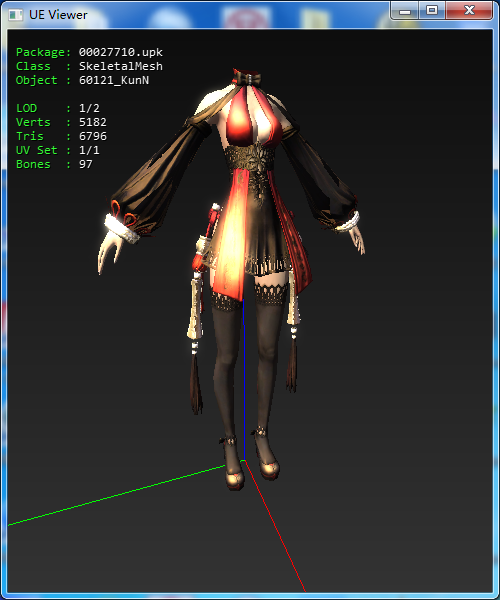 UE Viewer
Package: 00027710.upk
Class : SkeletalMesh
Object : 60121_KunN
LOD : 1/2
Verts : 5182
Tris : 6796
UV Set : 1/1
Bones : 97